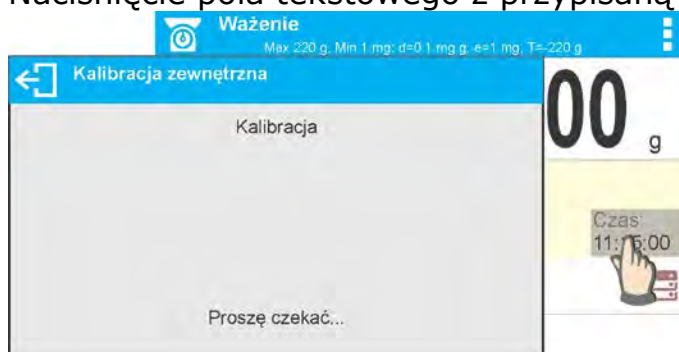 Naciśnięcie pola tekstowego z przypisaną
Ważenie
Max 220 g, Min 1 mg: d=0.1 mg g, e=1 mg, T=-220 g
Kalibracja zewnętrzna
Kalibracja
00 g
Czas:
Proszę czekać...